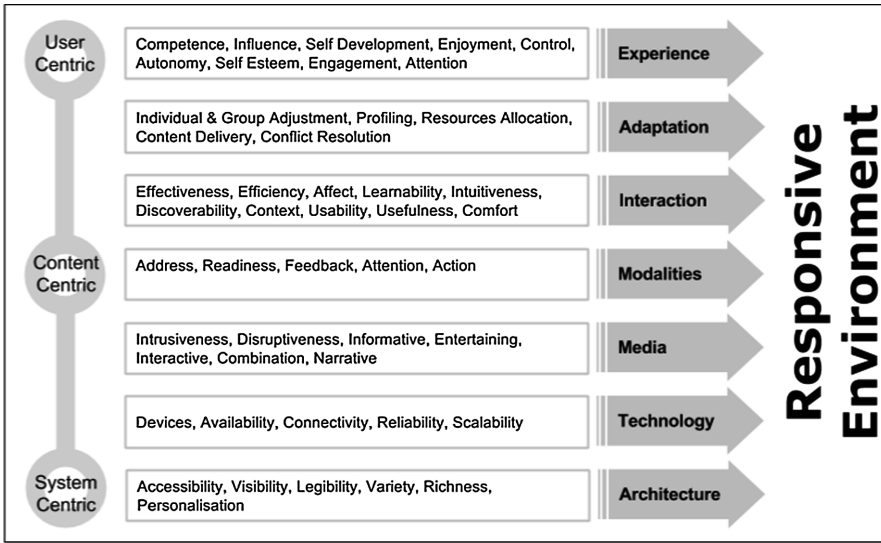 User
Centric
Competence, Influence, Self Development, Enjoyment, Control,
Autonomy, Self Esteem, Engagement, Attention
Experience
Individual & Group Adjustment, Profiling, Resources Allocation,
Content Delivery, Conflict Resolution
Adaptation
Effectiveness, Efficiency, Affect, Learnability, Intuitiveness,
Discoverability, Context, Usability, Usefulness, Comfort
Interaction
Content
Centric
Address, Readiness, Feedback, Attention, Action
Modalities
Intrusiveness, Disruptiveness, Informative, Entertaining,
Interactive, Combination, Narrative
Media
Devices, Availability, Connectivity, Reliability, Scalability
Technology
System
Centric
Accessibility, Visibility, Legibility, Variety, Richness,
Personalisation
Architecture
Responsive
Environment